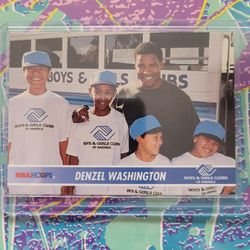 BOYS & GIRLS CLUBS
BOYS & GIRLS CLUBS
OF AMERICA
BOYS & GIRLS CLUBS
OF AMERICA
NBA HOOPS
DENZEL WASHINGTON